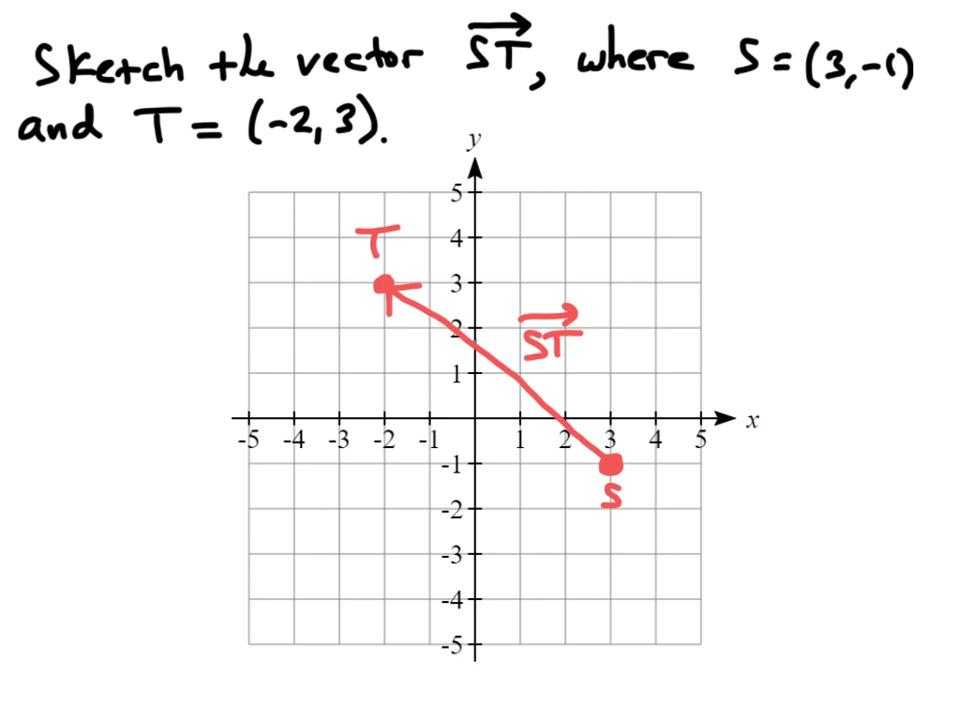 Sketch the vector ST, where S = (3,-1)
and T = (-2,3).
y
5
T
4
3
2
ST
1
-5 -4 -3 -2 -1 1 2 3 4 5 x
-1
S
-2
-3
-4
-5